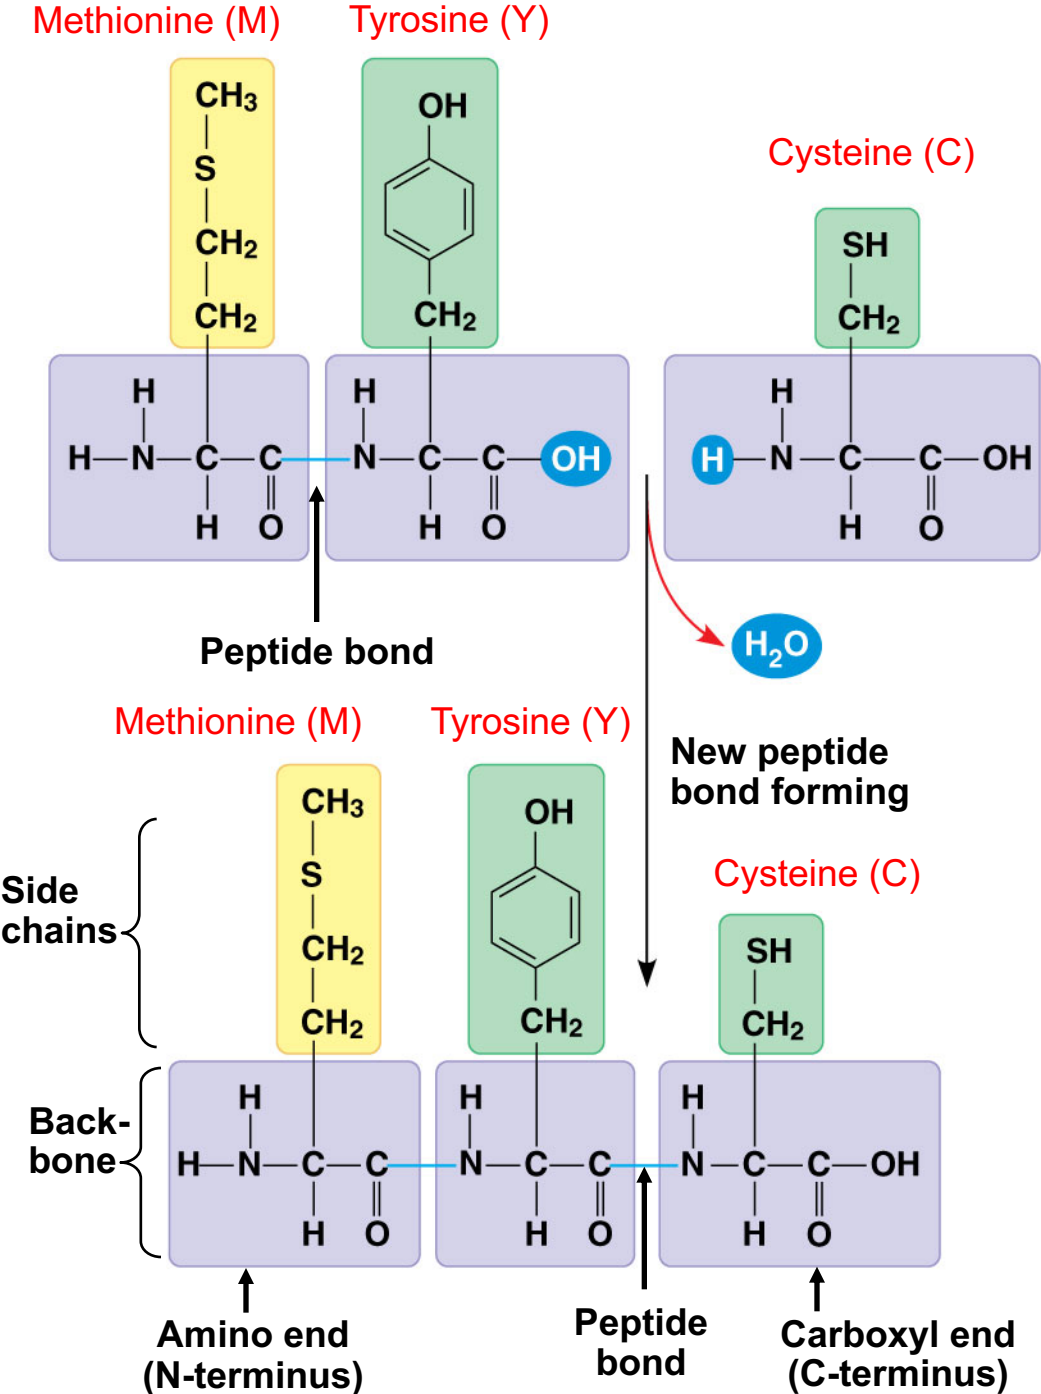 Methionine (M) Tyrosine (Y)
Cysteine (C)
CH3 OH
S
CH2 SH
CH2 CH2 CH2
H H H
H N C C N C C OH H N C C OH
H O H O H O
Peptide bond
H2O
Methionine (M) Tyrosine (Y)
New peptide
bond forming
Cysteine (C)
CH3 OH
S
CH2 SH
CH2 CH2 CH2
Side
chains
Back-
bone
H H H
H N C C N C C N C C OH
H O H O H O
Amino end
(N-terminus)
Peptide
bond
Carboxyl end
(C-terminus)